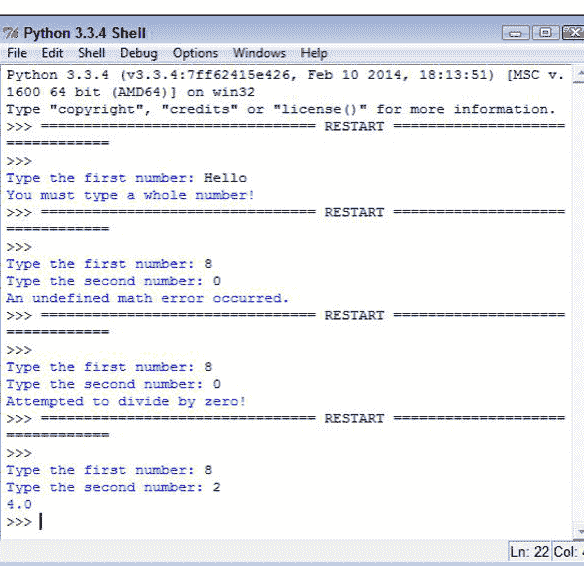 Python 3.3.4 Shell
File Edit Shell Debug Options Windows Help
Python 3.3.4 (v3.3.4:7ff62415e426, Feb 10 2014, 18:13:51) [MSC v.
1600 64 bit (AMD64)] on win32
Type "copyright", "credits" or "license()" for more information.
>>> ================================ RESTART ====================
============
>>>
Type the first number: Hello
You must type a whole number!
>>> ================================ RESTART ====================
============
>>>
Type the first number: 8
Type the second number: 0
An undefined math error occurred.
>>> ================================ RESTART ====================
============
>>>
Type the first number: 8
Type the second number: 0
Attempted to divide by zero!
>>> ================================ RESTART ====================
============
>>>
Type the first number: 8
Type the second number: 2
4.0
>>>
Ln: 22 Col: